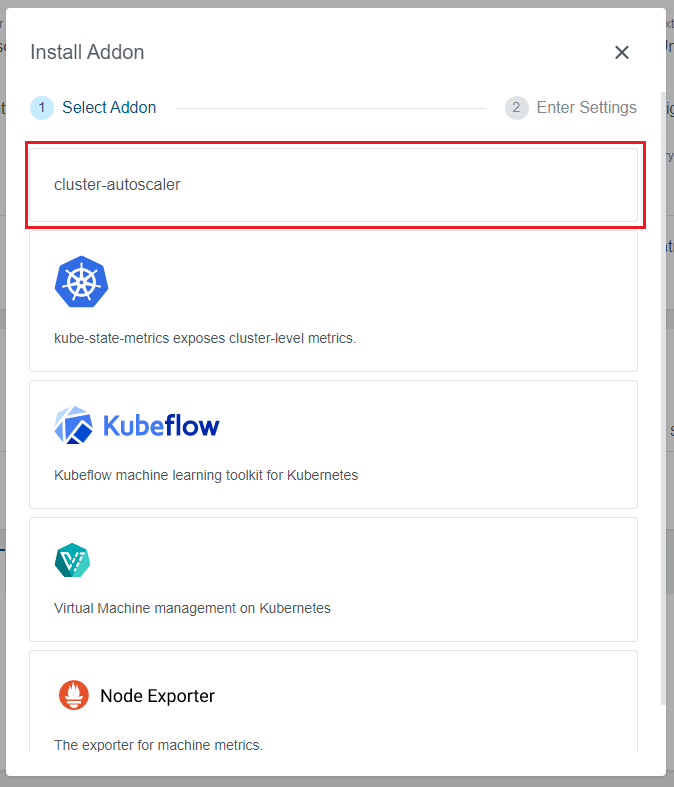 Install Addon
1 Select Addon 2 Enter Settings
cluster-autoscaler
kube-state-metrics exposes cluster-level metrics.
Kubeflow
Kubeflow machine learning toolkit for Kubernetes
Virtual Machine management on Kubernetes
Node Exporter
The exporter for machine metrics.